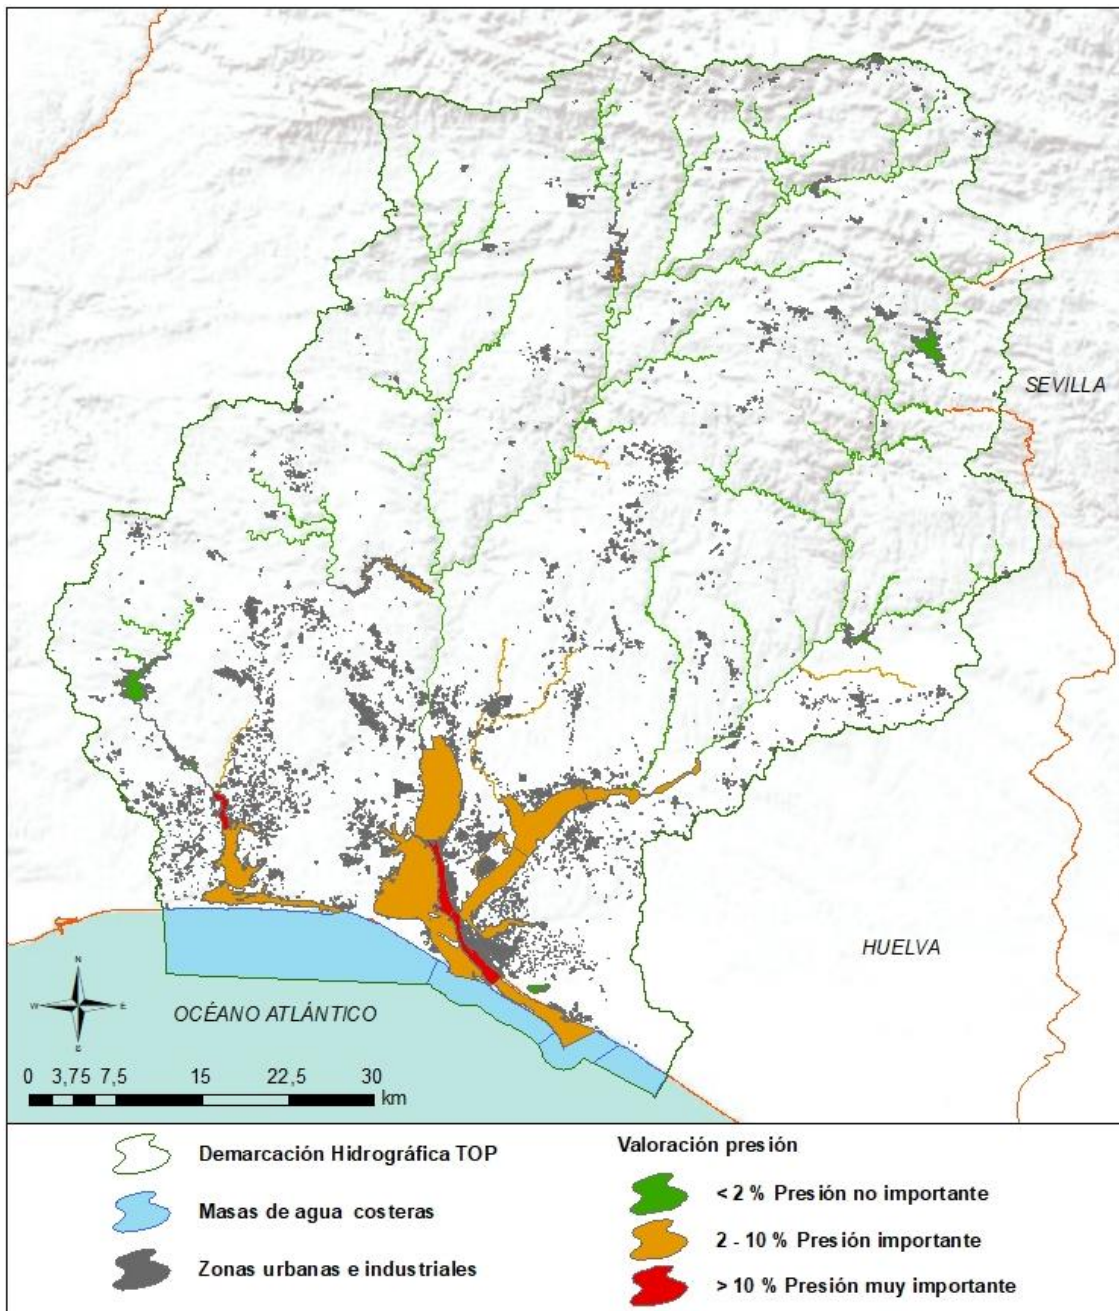 SEVILLA
HUELVA
OCÉANO ATLÁNTICO
N
W E
S
0 3,75 7,5 15 22,5 30
km
Demarcación Hidrográfica TOP
Masas de agua costeras
Zonas urbanas e industriales
Valoración presión
< 2 % Presión no importante
2 - 10 % Presión importante
> 10 % Presión muy importante